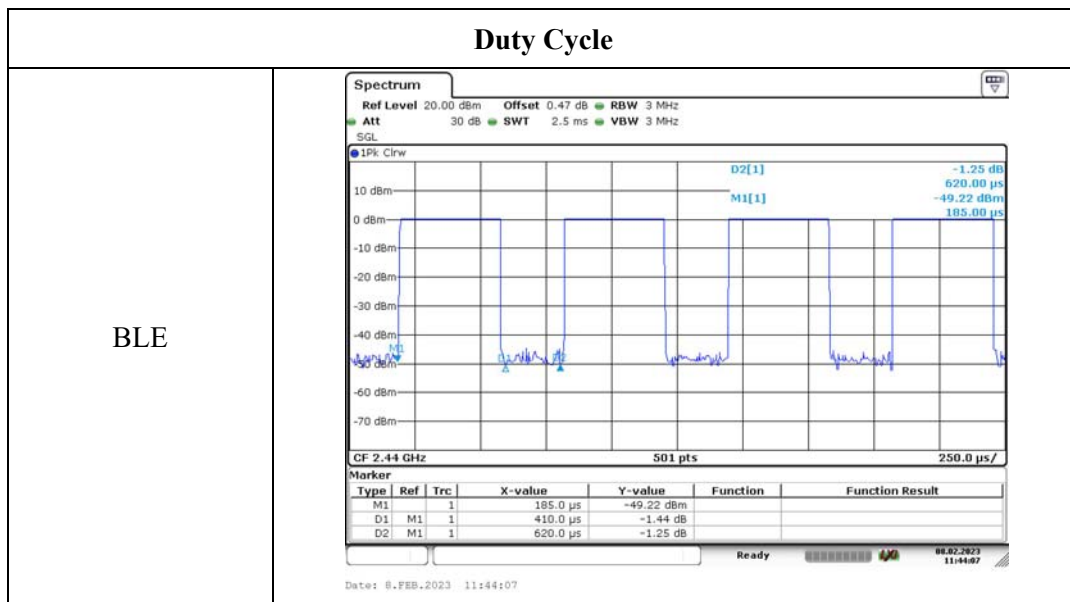 Duty Cycle
BLE
Spectrum
Ref Level 20.00 dBm Offset 0.47 dB RBW 3 MHz
Att 30 dB SWT 2.5 ms VBW 3 MHz
SGL
1Pk Clrw
D2[1] -1.25 dB
620.00 µs
M1[1] -49.22 dBm
185.00 µs
10 dBm
0 dBm
-10 dBm
-20 dBm
-30 dBm
-40 dBm
M1
D1 D2
-50 dBm
-60 dBm
-70 dBm
CF 2.44 GHz 501 pts 250.0 µs/
Marker
Type Ref Trc X-value Y-value Function Function Result
M1 1 185.0 µs -49.22 dBm
D1 M1 1 410.0 µs -1.44 dB
D2 M1 1 620.0 µs -1.25 dB
Ready 08.02.2023
11:44:07
Date: 8.FEB.2023 11:44:07